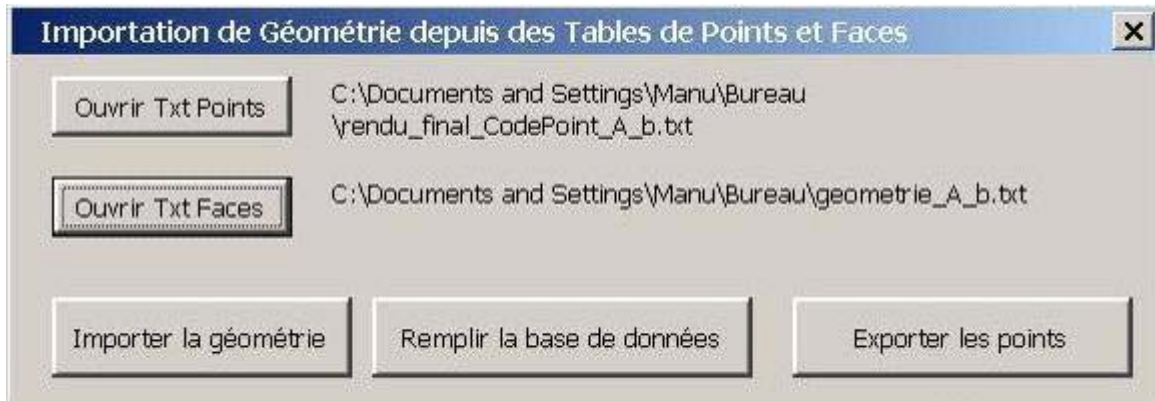 Importation de Géométrie depuis des Tables de Points et Faces
Ouvrir Txt Points
C:\Documents and Settings\Manu\Bureau
\rendu_final_CodePoint_A_b.txt
Ouvrir Txt Faces
C:\Documents and Settings\Manu\Bureau\geometrie_A_b.txt
Importer la géométrie
Remplir la base de données
Exporter les points